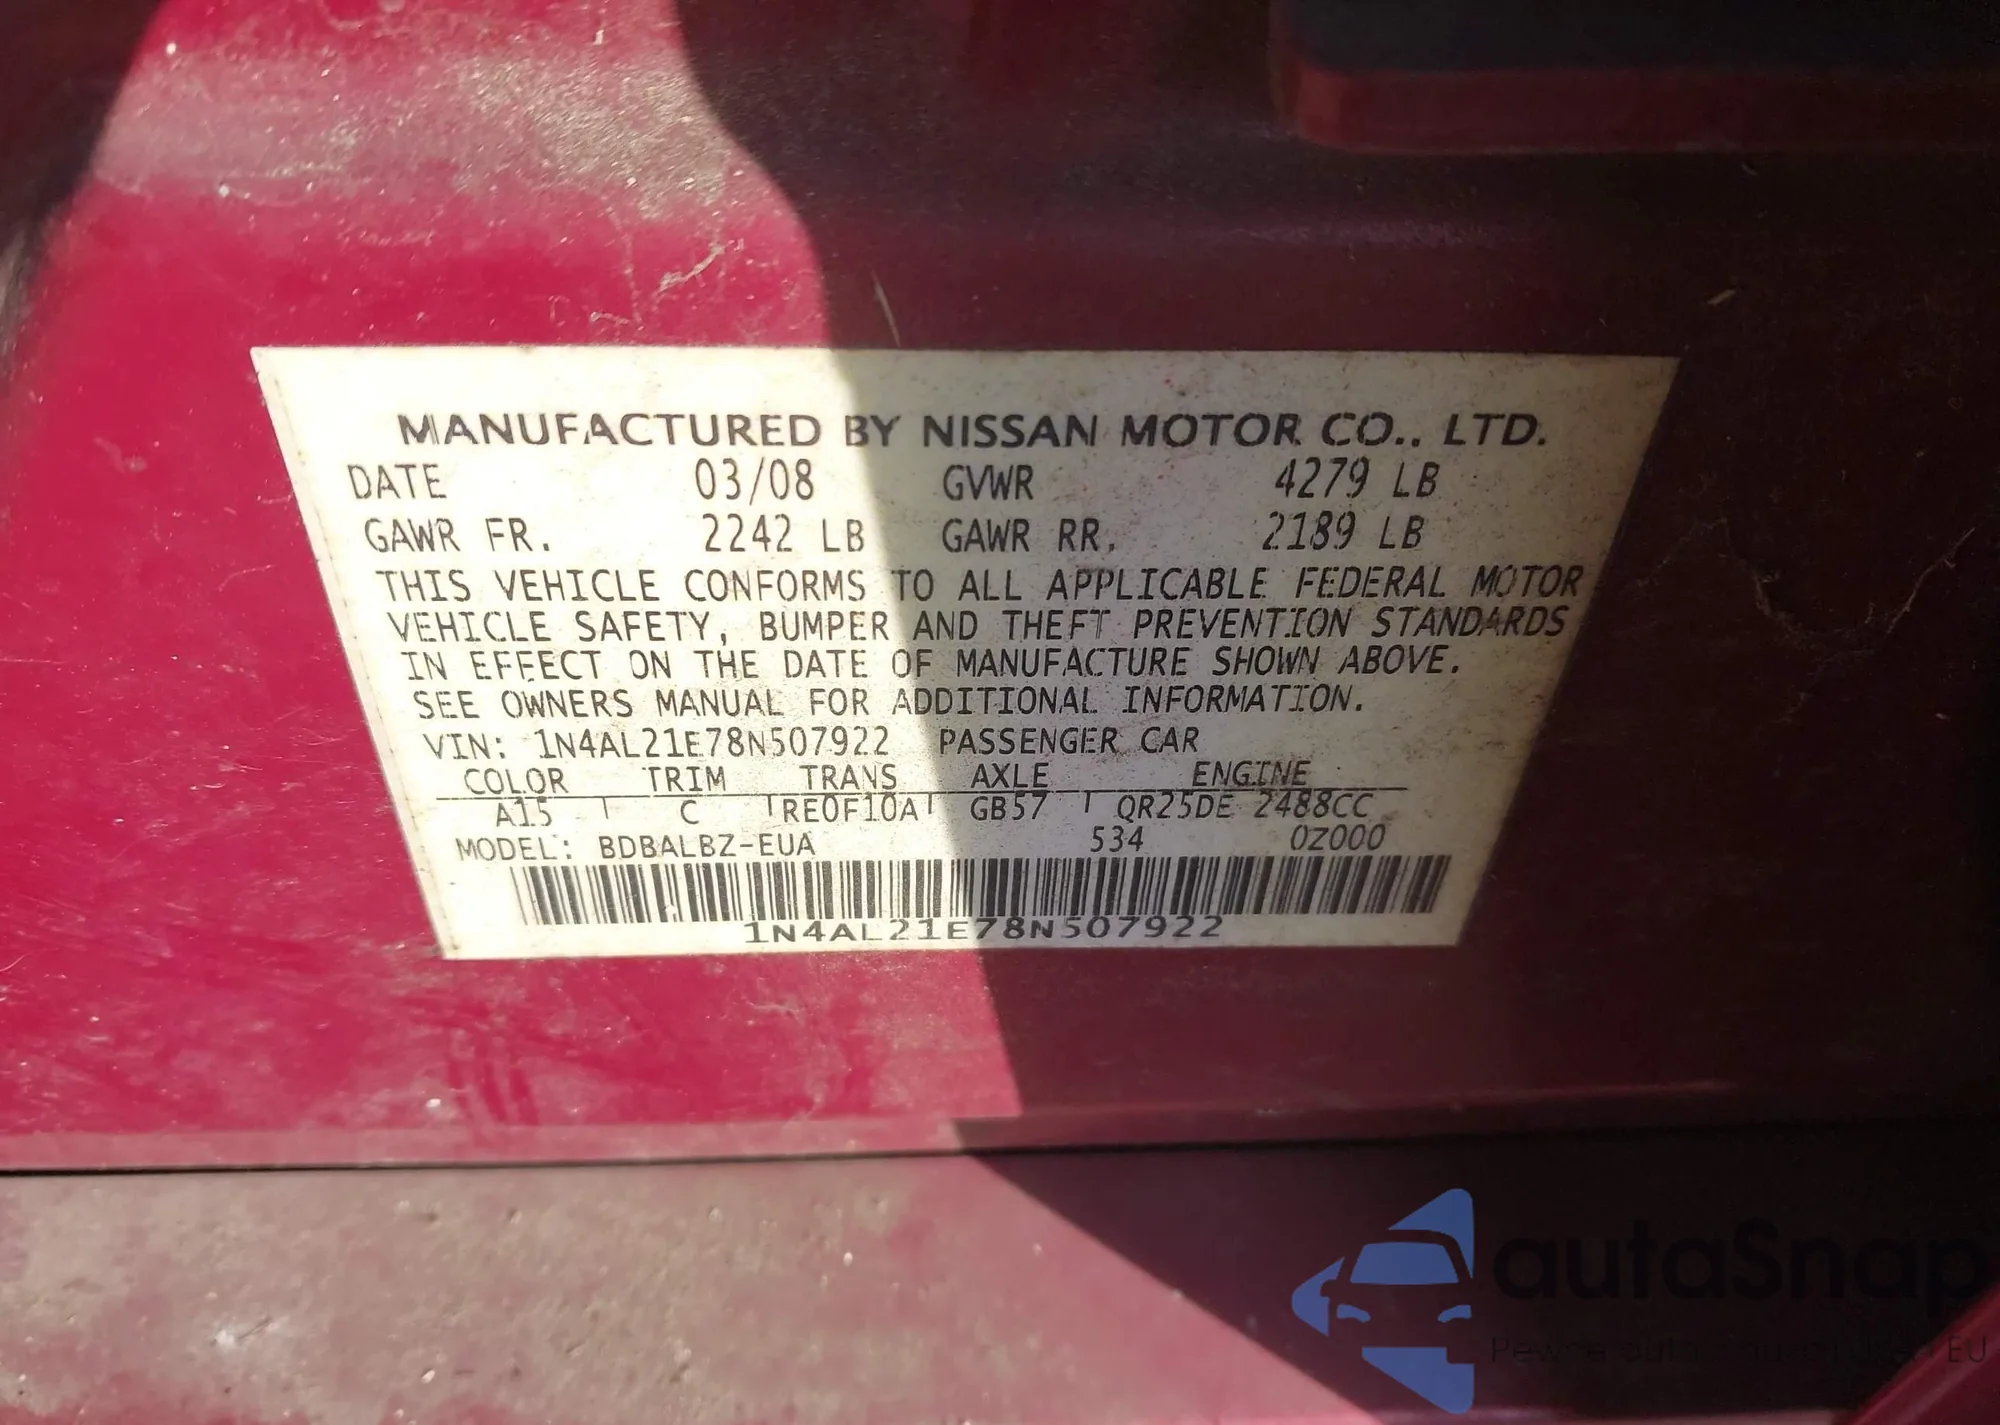 MANUFACTURED BY NISSAN MOTOR CO., LTD.
DATE 03/08 GVWR 4279 LB
GAWR FR. 2242 LB GAWR RR. 2189 LB
THIS VEHICLE CONFORMS TO ALL APPLICABLE FEDERAL MOTOR
VEHICLE SAFETY, BUMPER AND THEFT PREVENTION STANDARDS
IN EFFECT ON THE DATE OF MANUFACTURE SHOWN ABOVE.
SEE OWNERS MANUAL FOR ADDITIONAL INFORMATION.
VIN: 1N4AL21E78N507922 PASSENGER CAR
COLOR TRIM TRANS AXLE ENGINE
A15 C RE0F10A GB57 QR25DE 2488CC
MODEL: BDBALBZ-EUA 534 0Z000
1N4AL21E78N507922
autaSnap
EU